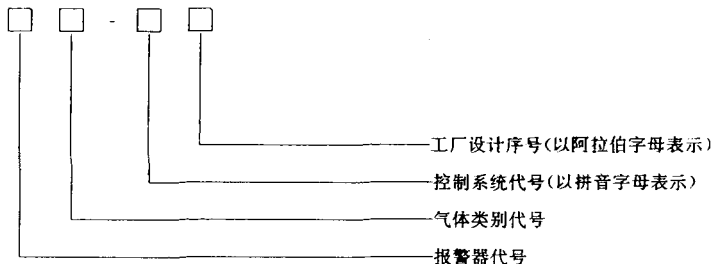 □ □ - □ □
工厂设计序号(以阿拉伯字母表示)
控制系统代号(以拼音字母表示)
气体类别代号
报警器代号